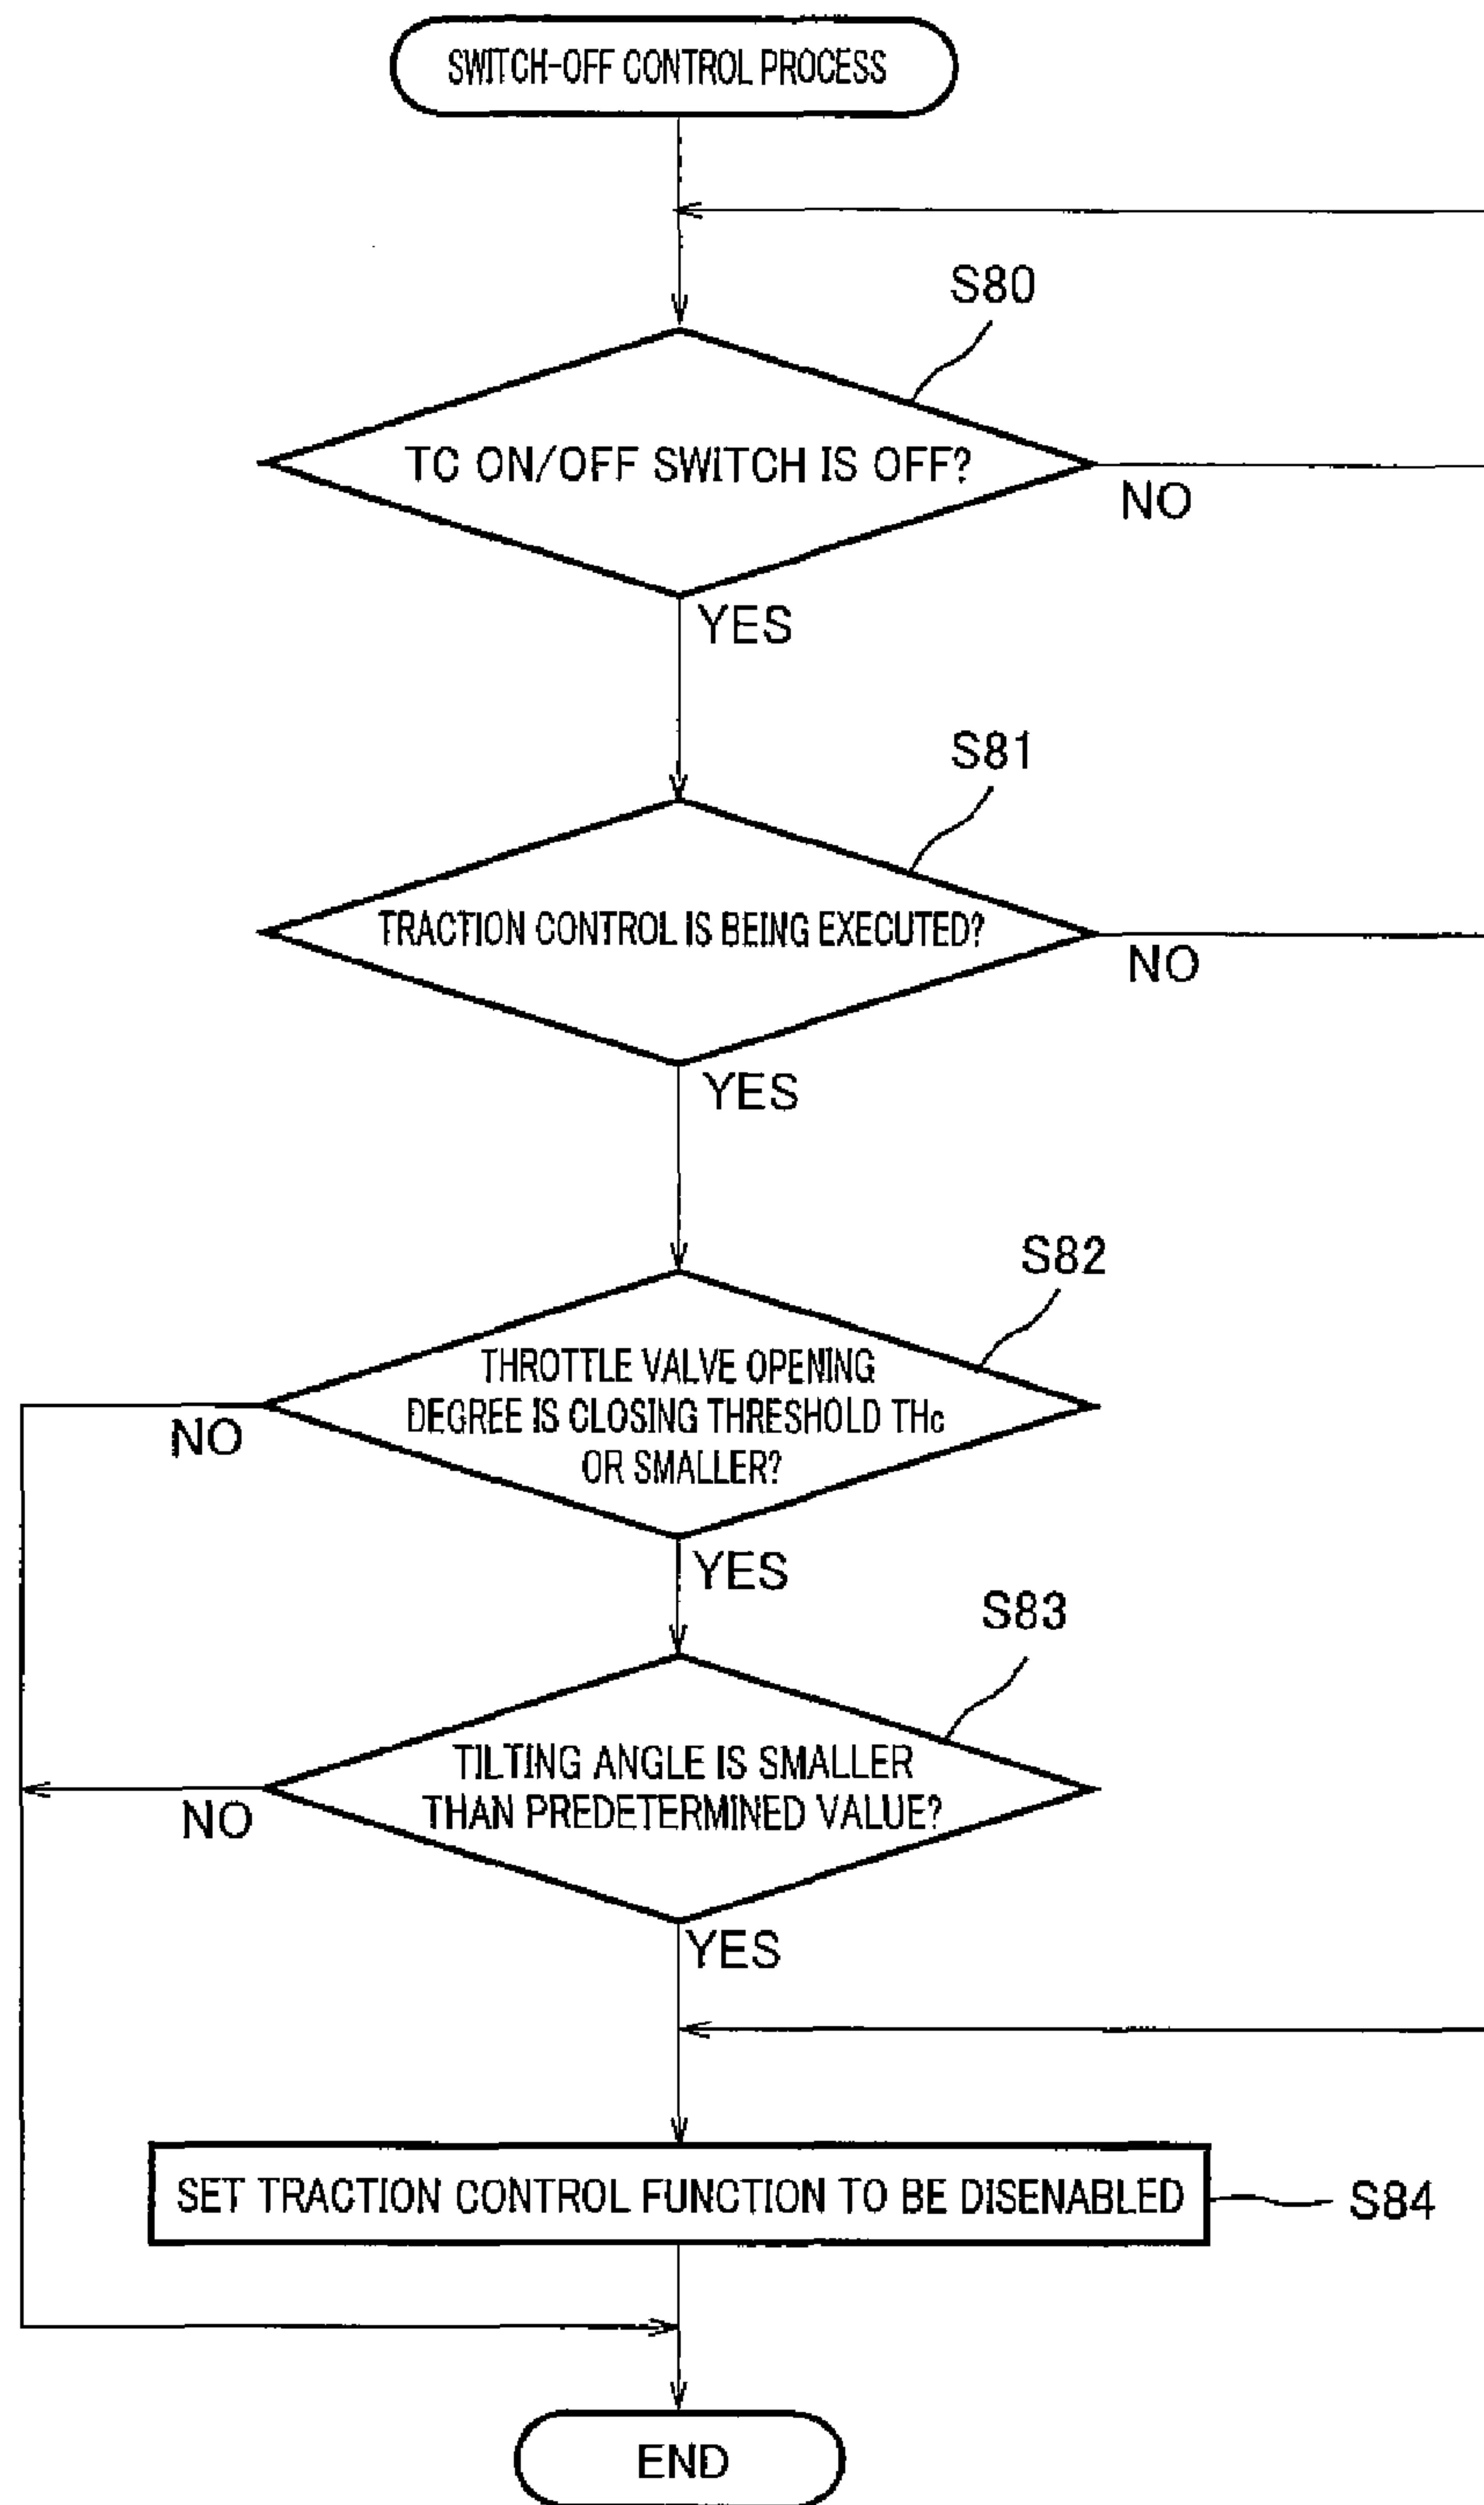 SWITCH-OFF CONTROL PROCESS
S80
TC ON/OFF SWITCH IS OFF?
NO
YES
S81
TRACTION CONTROL IS BEING EXECUTED?
NO
YES
S82
THROTTLE VALVE OPENING
DEGREE IS CLOSING THRESHOLD THc
OR SMALLER?
NO
YES
S83
TILTING ANGLE IS SMALLER
THAN PREDETERMINED VALUE?
NO
YES
SET TRACTION CONTROL FUNCTION TO BE DISENABLED
S84
END